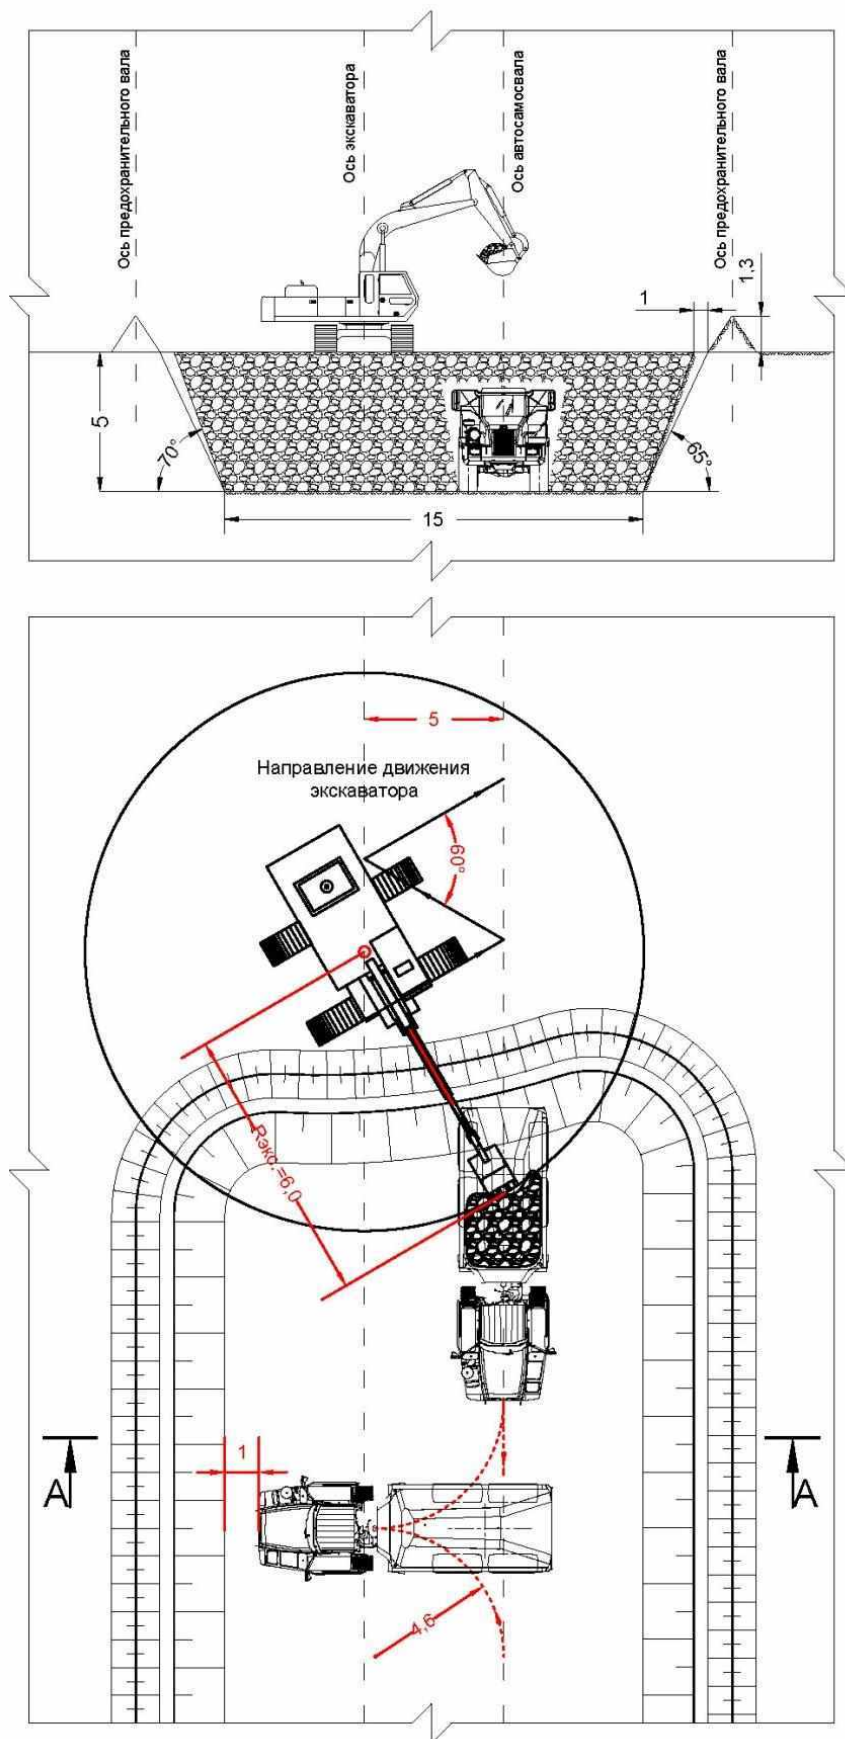 Ось предохранительного вала
Ось экскаватора
Ось автосамосвала
Ось предохранительного вала
1
1,3
5
70°
65°
15
5
Направление движения
экскаватора
60°
Rэкс.=6,0
1
А
А
4,6